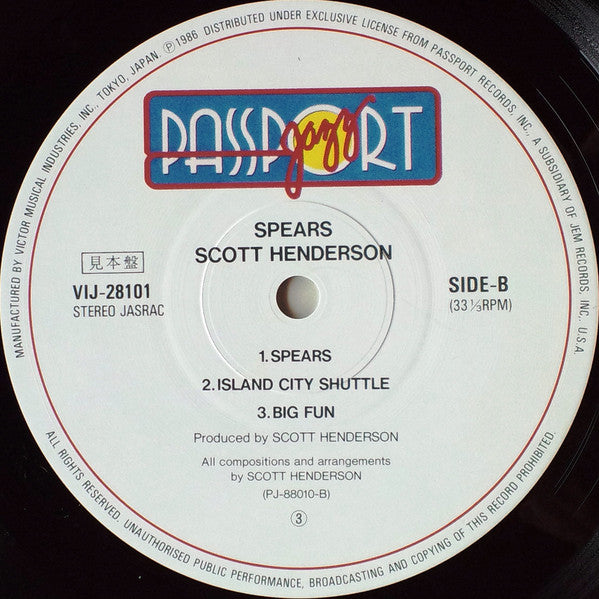 MANUFACTURED BY VICTOR MUSICAL INDUSTRIES, INC., TOKYO, JAPAN. ℗1986 DISTRIBUTED UNDER EXCLUSIVE LICENSE FROM PASSPORT RECORDS, INC., A SUBSIDIARY OF JEM RECORDS, INC., U.S.A.
PASSPORT
jazz
SPEARS
SCOTT HENDERSON
見本盤
VIJ-28101
STEREO JASRAC
SIDE-B
(33 ⅓RPM)
1.SPEARS
2.ISLAND CITY SHUTTLE
3.BIG FUN
Produced by SCOTT HENDERSON
All compositions and arrangements
by SCOTT HENDERSON
(PJ-88010-B)
③
ALL RIGHTS RESERVED. UNAUTHORISED PUBLIC PERFORMANCE, BROADCASTING AND COPYING OF THIS RECORD PROHIBITED.